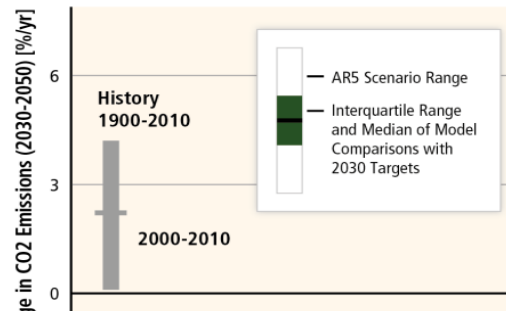 ge in CO2 Emissions (2030-2050) [%/yr]
6
3
0
History
1900-2010
2000-2010
AR5 Scenario Range
Interquartile Range
and Median of Model
Comparisons with
2030 Targets